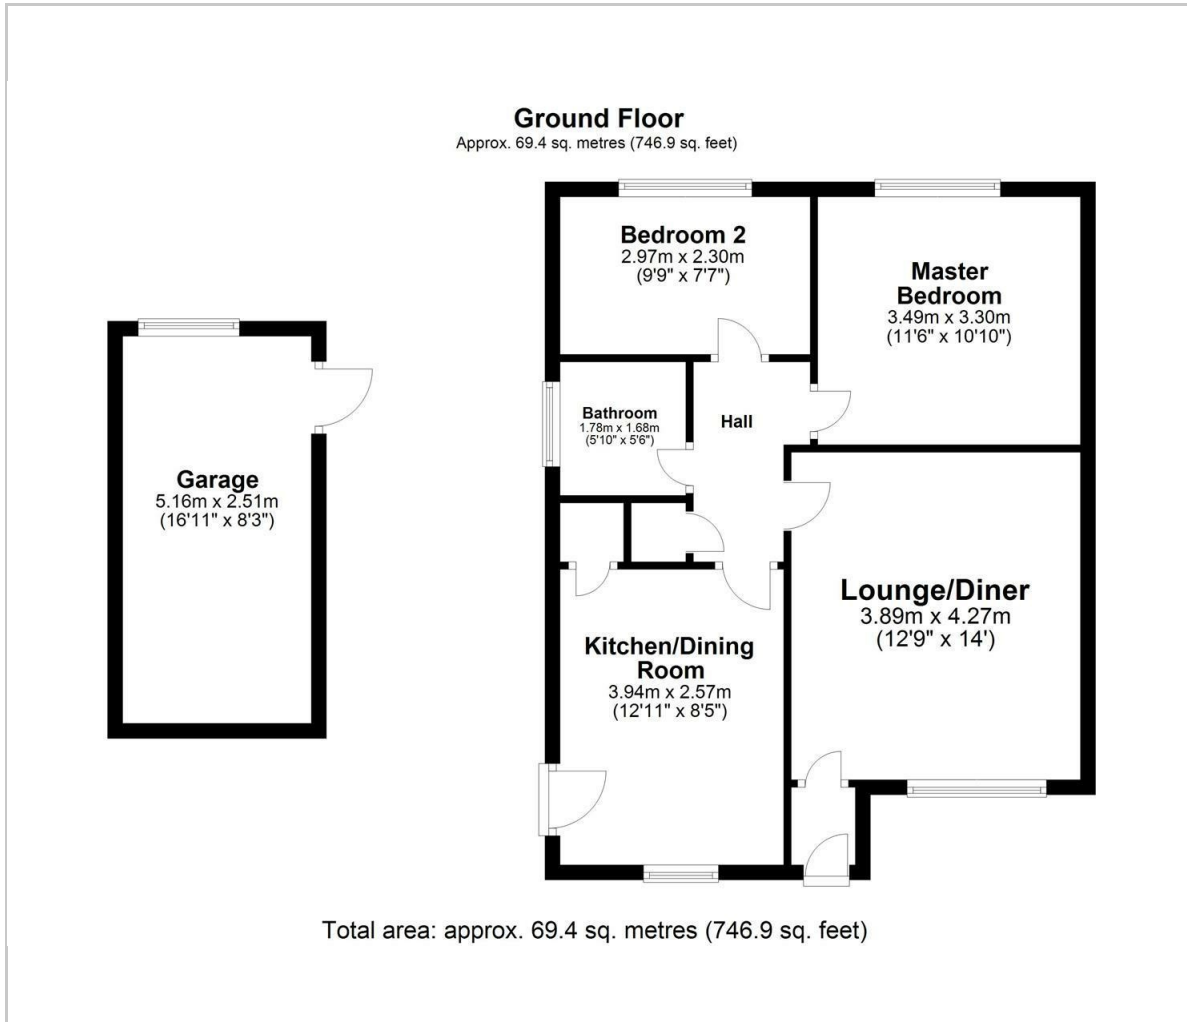 Ground Floor
Approx. 69.4 sq. metres (746.9 sq. feet)
Bedroom 2
2.97m x 2.30m
(9'9" x 7'7")
Master
Bedroom
3.49m x 3.30m
(11'6" x 10'10")
Bathroom
1.78m x 1.68m
(5'10" x 5'6")
Hall
Garage
5.16m x 2.51m
(16'11" x 8'3")
Lounge/Diner
3.89m x 4.27m
(12'9" x 14')
Kitchen/Dining
Room
3.94m x 2.57m
(12'11" x 8'5")
Total area: approx. 69.4 sq. metres (746.9 sq. feet)